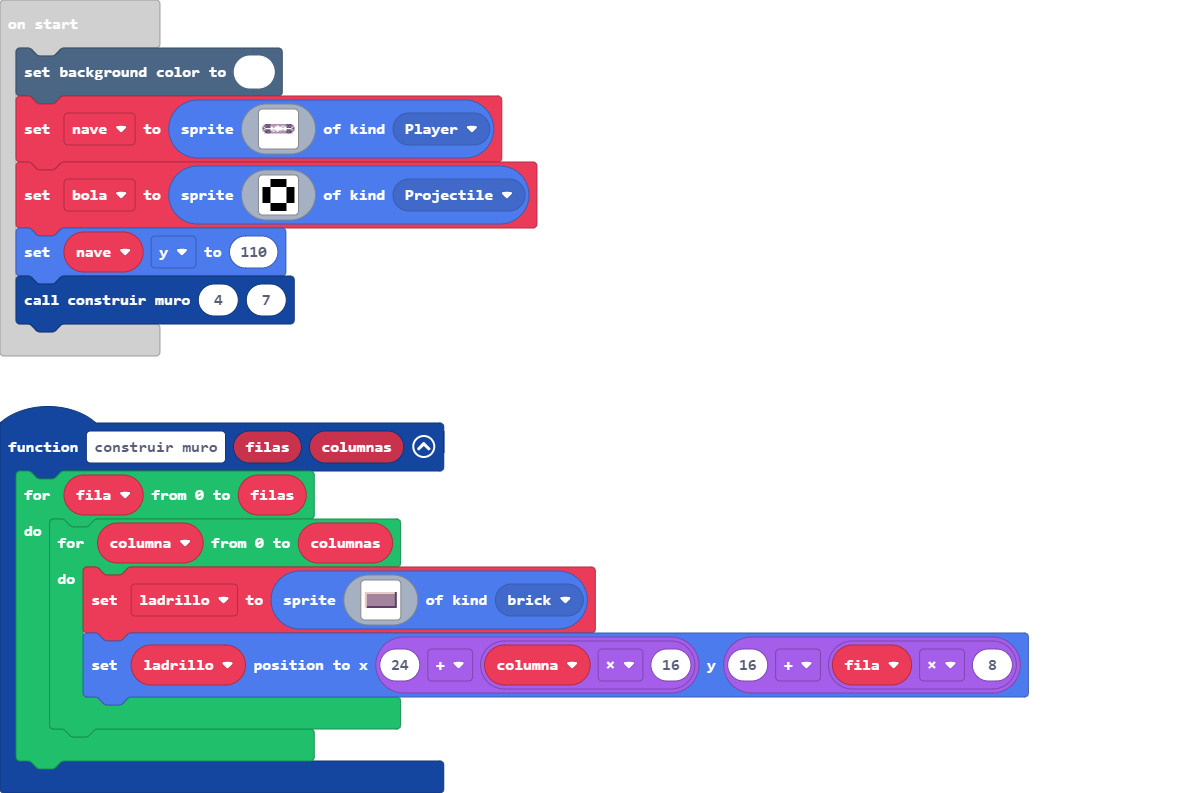 on start
set background color to
set nave to sprite of kind Player
set bola to sprite of kind Projectile
set nave y to 110
call construir muro 4 7
function construir muro filas columnas
for fila from 0 to filas
do
for columna from 0 to columnas
do
set ladrillo to sprite of kind brick
set ladrillo position to x 24 + columna × 16 y 16 + fila × 8